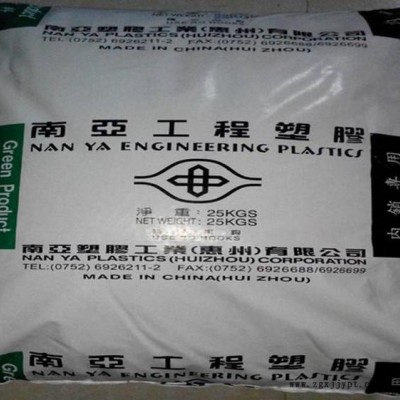 南亞塑膠工業(惠州)有限公司
NAN YA PLASTICS(HUIZHOU)CORPORATION
TEL:(0752) 6926211-2 FAX:(0752) 6926688/6926699
MADE IN CHINA(HUI ZHOU)
Green Product
南亞工程塑膠
NAN YA ENGINEERING PLASTICS
淨重:25KGS
NET WEIGHT: 25KGS
USE NO HOOKS
南亞塑膠工業(惠州)有限公司
NAN YA PLASTICS(HUIZHOU)CORPORATION
TEL:(0752) 6926211-2 FAX:(0752) 6926688/6926699
MADE IN CHINA(HUI ZHOU)
內銷專用
南亞工程塑膠
NAN YA ENGINEERING PLASTICS